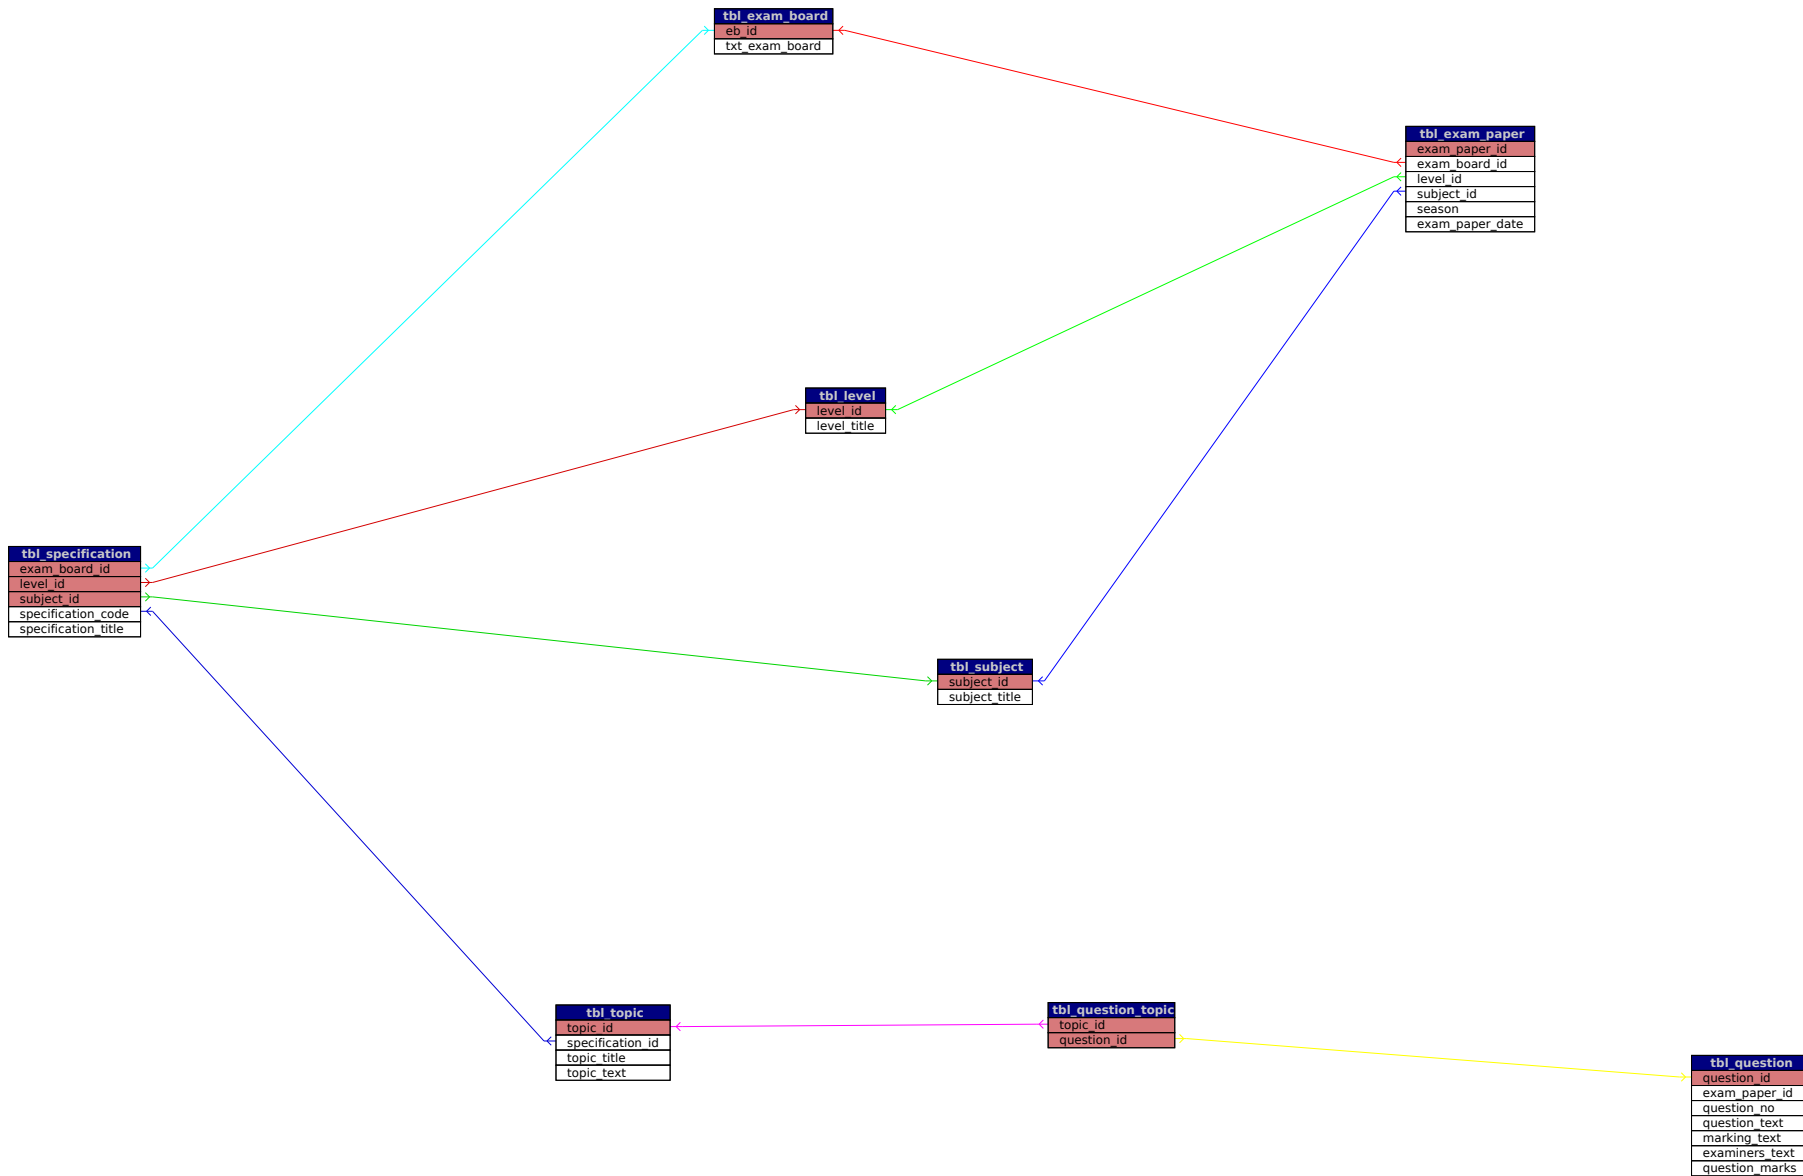 tbl_exam_board
eb_id
txt_exam_board
tbl_exam_paper
exam_paper_id
exam_board_id
level_id
subject_id
season
exam_paper_date
tbl_level
level_id
level_title
tbl_specification
exam_board_id
level_id
subject_id
specification_code
specification_title
tbl_subject
subject_id
subject_title
tbl_topic
topic_id
specification_id
topic_title
topic_text
tbl_question_topic
topic_id
question_id
tbl_question
question_id
exam_paper_id
question_no
question_text
marking_text
examiners_text
question_marks